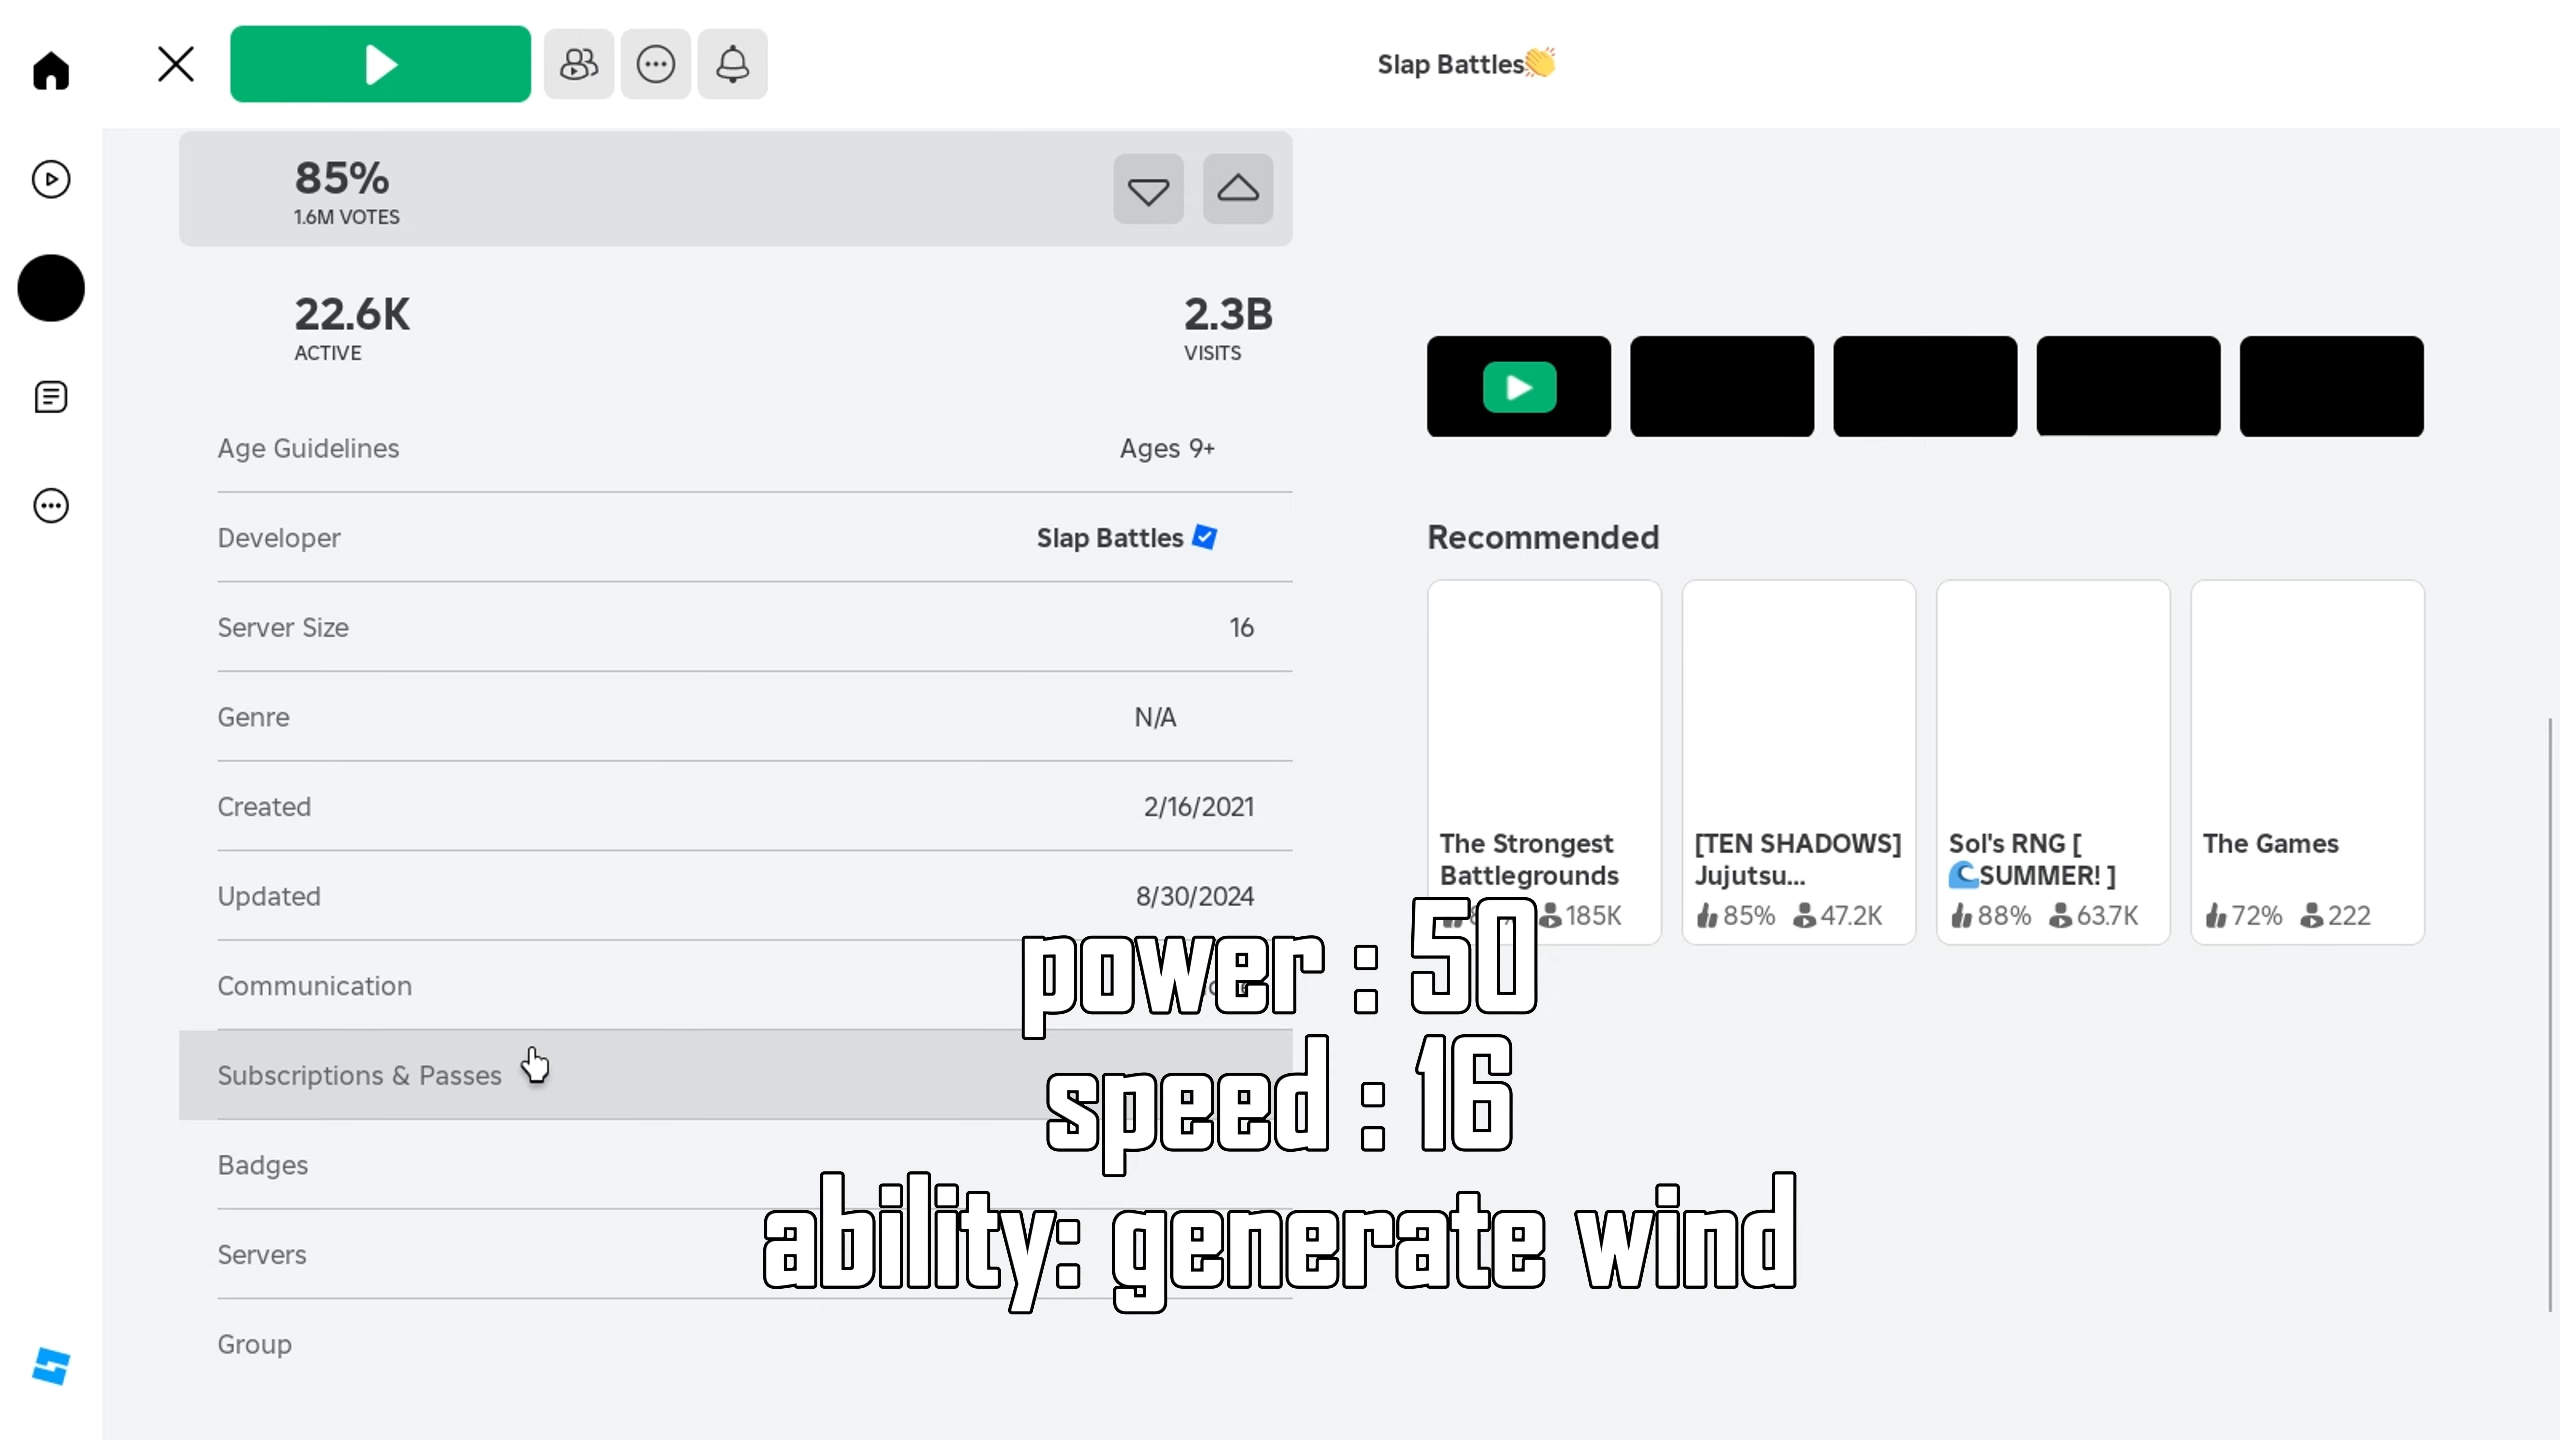 Slap Battles👏
85%
1.6M VOTES
22.6K
ACTIVE
2.3B
VISITS
Age Guidelines
Ages 9+
Developer
Slap Battles
Server Size
16
Genre
N/A
Created
2/16/2021
Updated
8/30/2024
Communication
Subscriptions & Passes
Badges
Servers
Group
Recommended
The Strongest
Battlegrounds
185K
[TEN SHADOWS]
Jujutsu...
85% 47.2K
Sol's RNG [
🌊SUMMER! ]
88% 63.7K
The Games
72% 222
power : 50
speed : 16
ability: generate wind